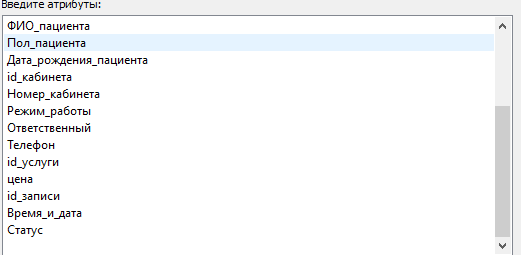 Введите атрибуты:
ФИО_пациента
Пол_пациента
Дата_рождения_пациента
id_кабинета
Номер_кабинета
Режим_работы
Ответственный
Телефон
id_услуги
цена
id_записи
Время_и_дата
Статус